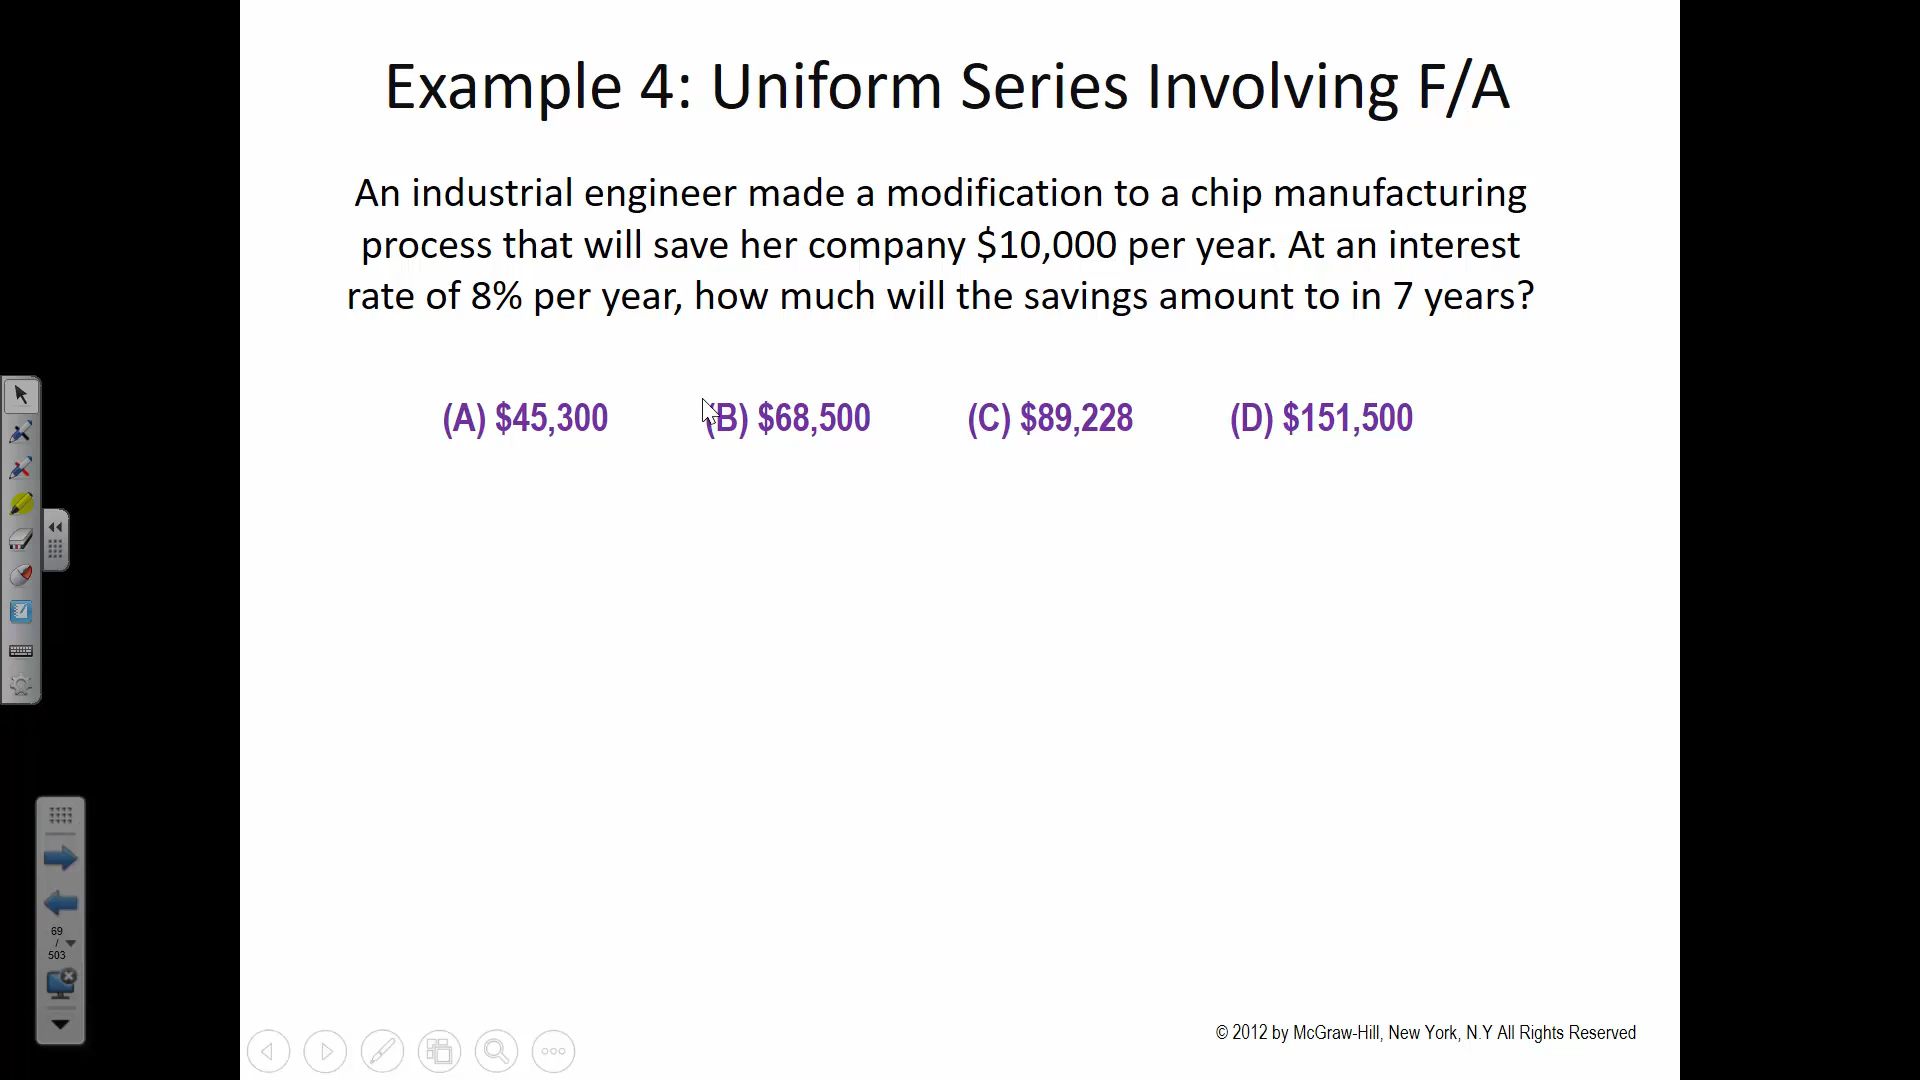 Example 4: Uniform Series Involving F/A
An industrial engineer made a modification to a chip manufacturing
process that will save her company $10,000 per year. At an interest
rate of 8% per year, how much will the savings amount to in 7 years?
(A) $45,300 (B) $68,500 (C) $89,228 (D) $151,500
69
/
503
© 2012 by McGraw-Hill, New York, N.Y All Rights Reserved